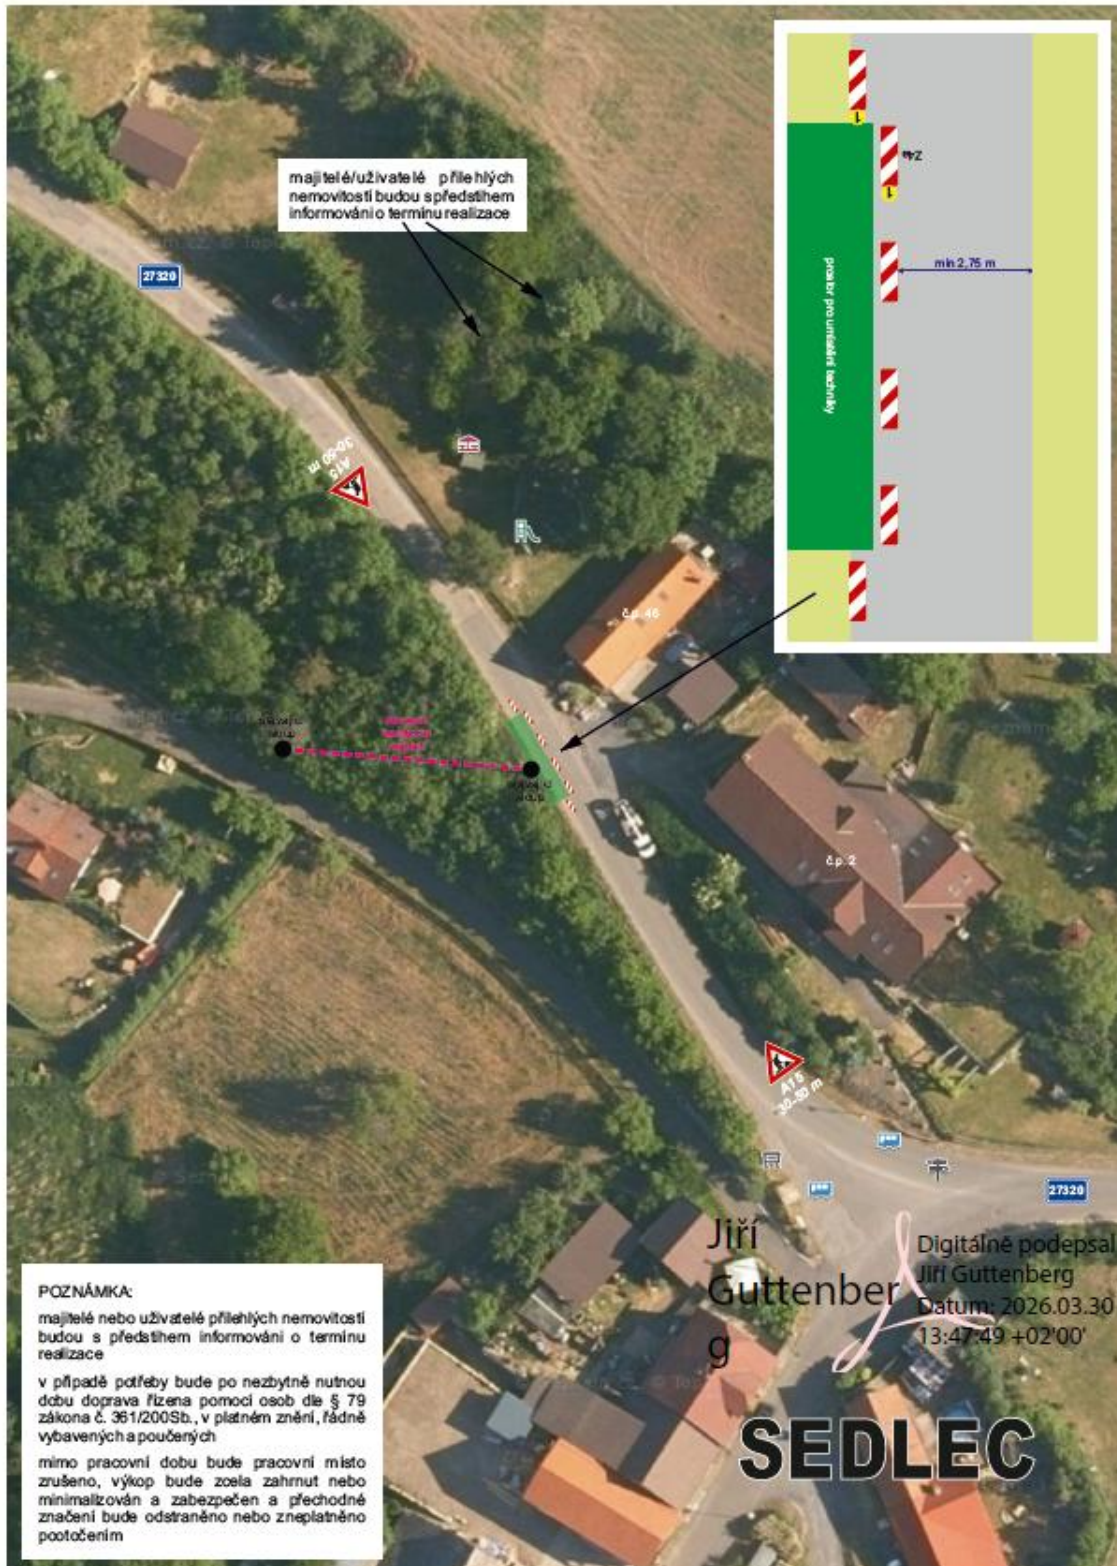 majitelé/uživatelé přilehlých
nemovitostí budou s předstihem
informováni o termínu realizace
27320
1
Z4a
1
min 2,75 m
prostor pro umístění techniky
A15
30-50 m
č.p. 46
č.p. 2
A15
30-50 m
27320
Jiří
Guttenber
g
Digitálně podepsal
Jiří Guttenberg
Datum: 2026.03.30
13:47:49 +02'00'
SEDLEC
POZNÁMKA:
majitelé nebo uživatelé přilehlých nemovitostí
budou s předstihem informováni o termínu
realizace
v případě potřeby bude po nezbytně nutnou
dobu doprava řízena pomocí osob dle § 79
zákona č. 361/200Sb., v platném znění, řádně
vybavených a poučených
mimo pracovní dobu bude pracovní místo
zrušeno, výkop bude zcela zahrnut nebo
minimalizován a zabezpečen a přechodné
značení bude odstraněno nebo zneplatněno
pootočením